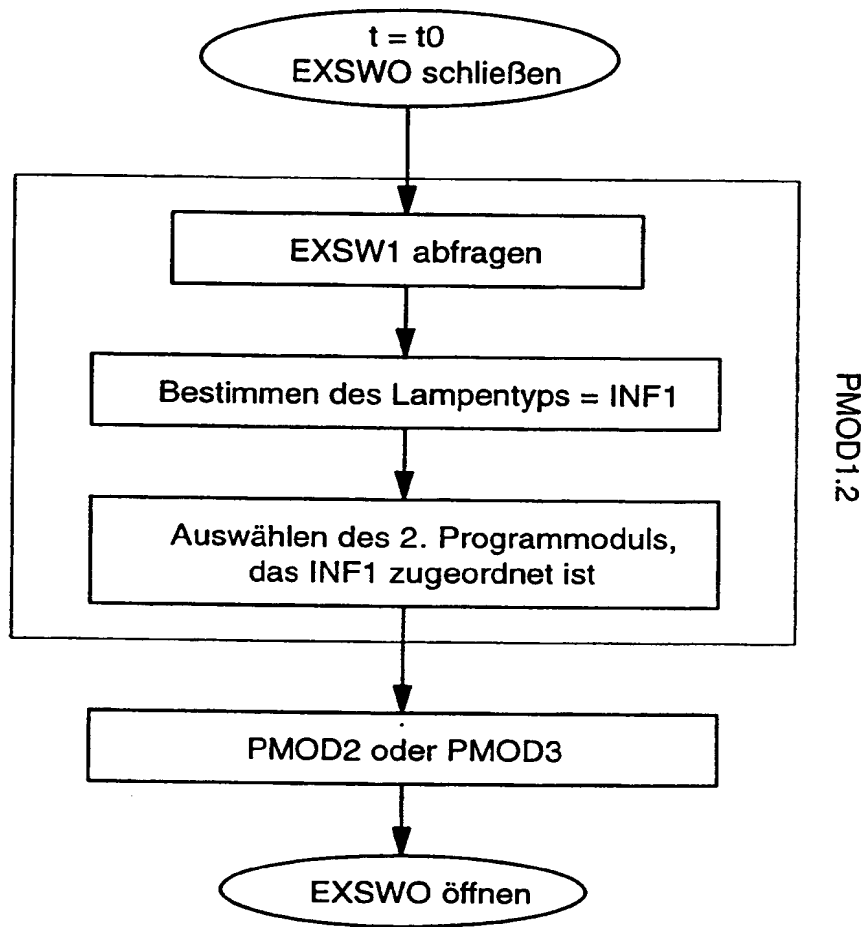 t = t0
EXSWO schließen
EXSW1 abfragen
Bestimmen des Lampentyps = INF1
Auswählen des 2. Programmoduls,
das INF1 zugeordnet ist
PMOD1.2
PMOD2 oder PMOD3
EXSWO öffnen